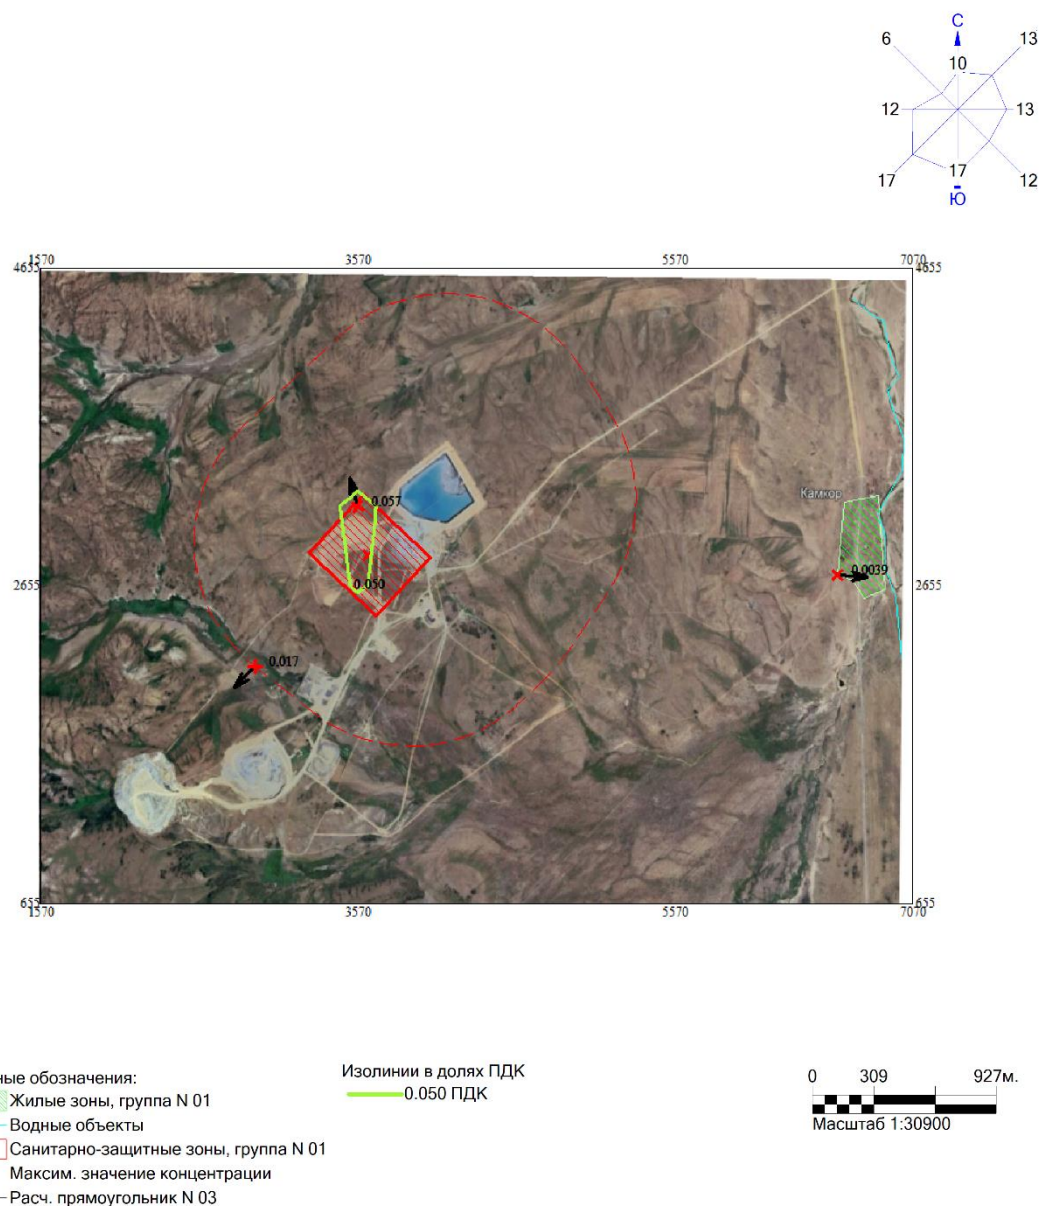 С
6
13
10
12
13
17
17
12
Ю
1570
3570
5570
7070
4655
4655
Камкор
0.057
0.0039
2655
0.050
2655
0.017
655
655
1570
3570
5570
7070
ные обозначения:
Жилые зоны, группа N 01
Водные объекты
Санитарно-защитные зоны, группа N 01
Максим. значение концентрации
Расч. прямоугольник N 03
Изолинии в долях ПДК
0.050 ПДК
0 309 927м.
Масштаб 1:30900